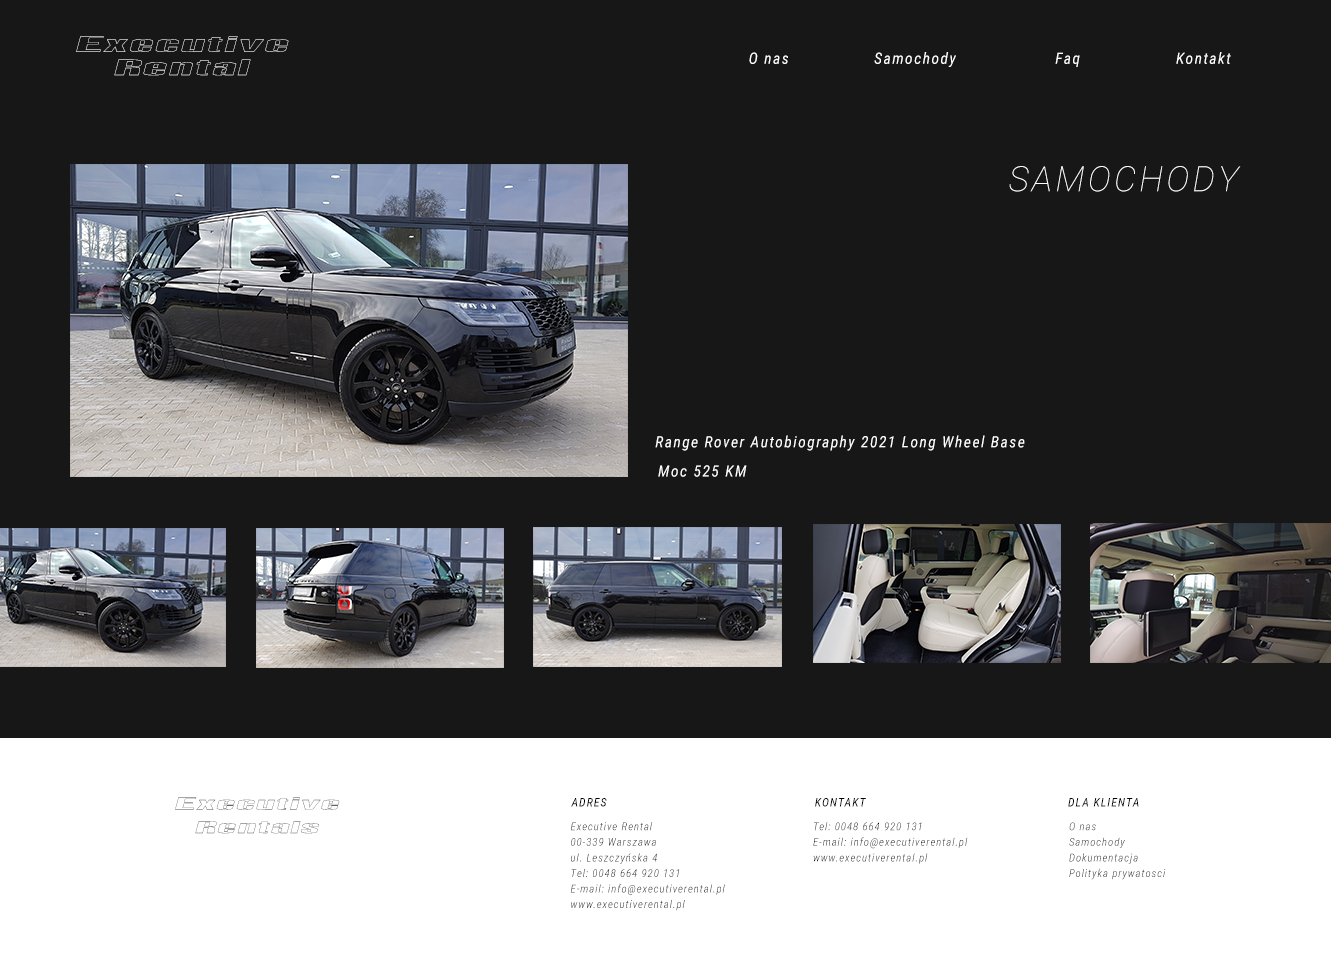 Executive
Rental
O nas
Samochody
Faq
Kontakt
SAMOCHODY
Range Rover Autobiography 2021 Long Wheel Base
Moc 525 KM
Executive
Rentals
ADRES
Executive Rental
00-339 Warszawa
ul. Leszczyńska 4
Tel: 0048 664 920 131
E-mail: info@executiverental.pl
www.executiverental.pl
KONTAKT
Tel: 0048 664 920 131
E-mail: info@executiverental.pl
www.executiverental.pl
DLA KLIENTA
O nas
Samochody
Dokumentacja
Polityka prywatosci